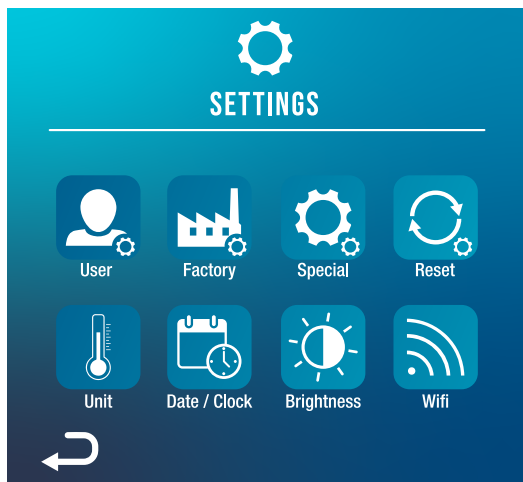 SETTINGS
User Factory Special Reset
Unit Date / Clock Brightness Wifi